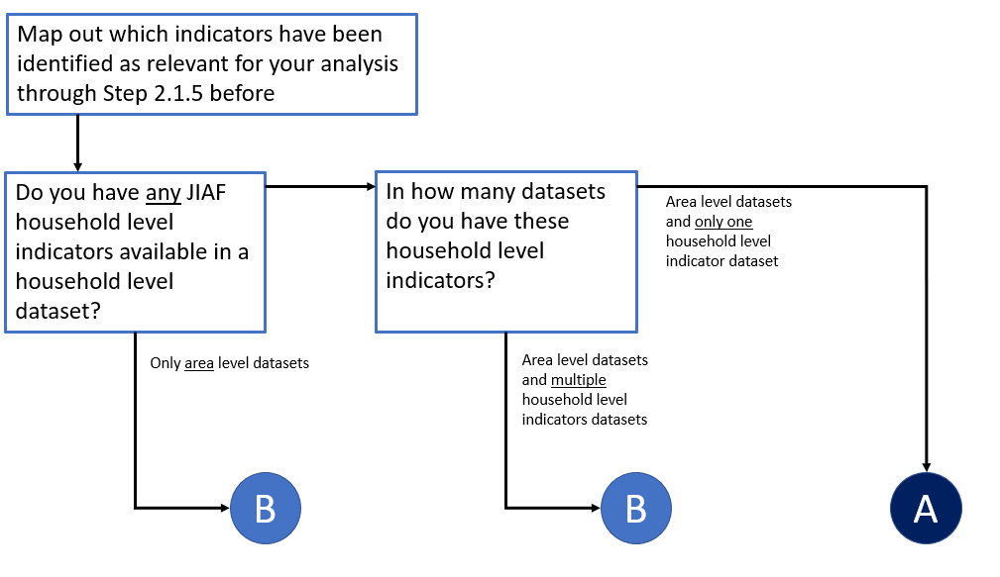 Map out which indicators have been
identified as relevant for your analysis
through Step 2.1.5 before
Do you have any JIAF
household level
indicators available in a
household level
dataset?
In how many datasets
do you have these
household level
indicators?
Area level datasets
and only one
household level
indicator dataset
Only area level datasets
Area level datasets
and multiple
household level
indicators datasets
B
B
A